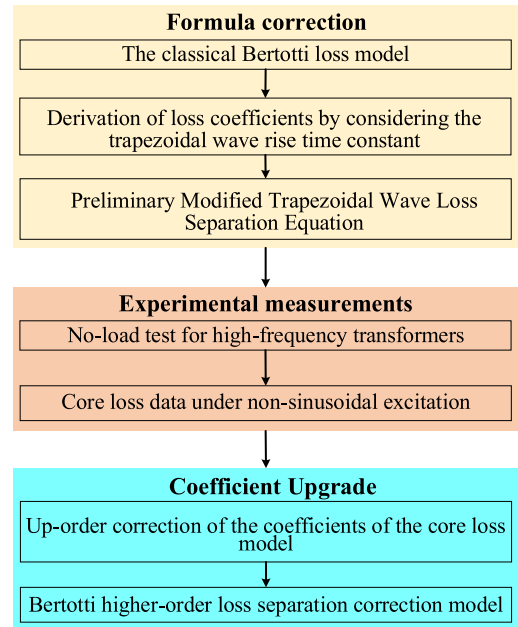 Formula correction
The classical Bertotti loss model
Derivation of loss coefficients by considering the
trapezoidal wave rise time constant
Preliminary Modified Trapezoidal Wave Loss
Separation Equation
Experimental measurements
No-load test for high-frequency transformers
Core loss data under non-sinusoidal excitation
Coefficient Upgrade
Up-order correction of the coefficients of the core loss
model
Bertotti higher-order loss separation correction model